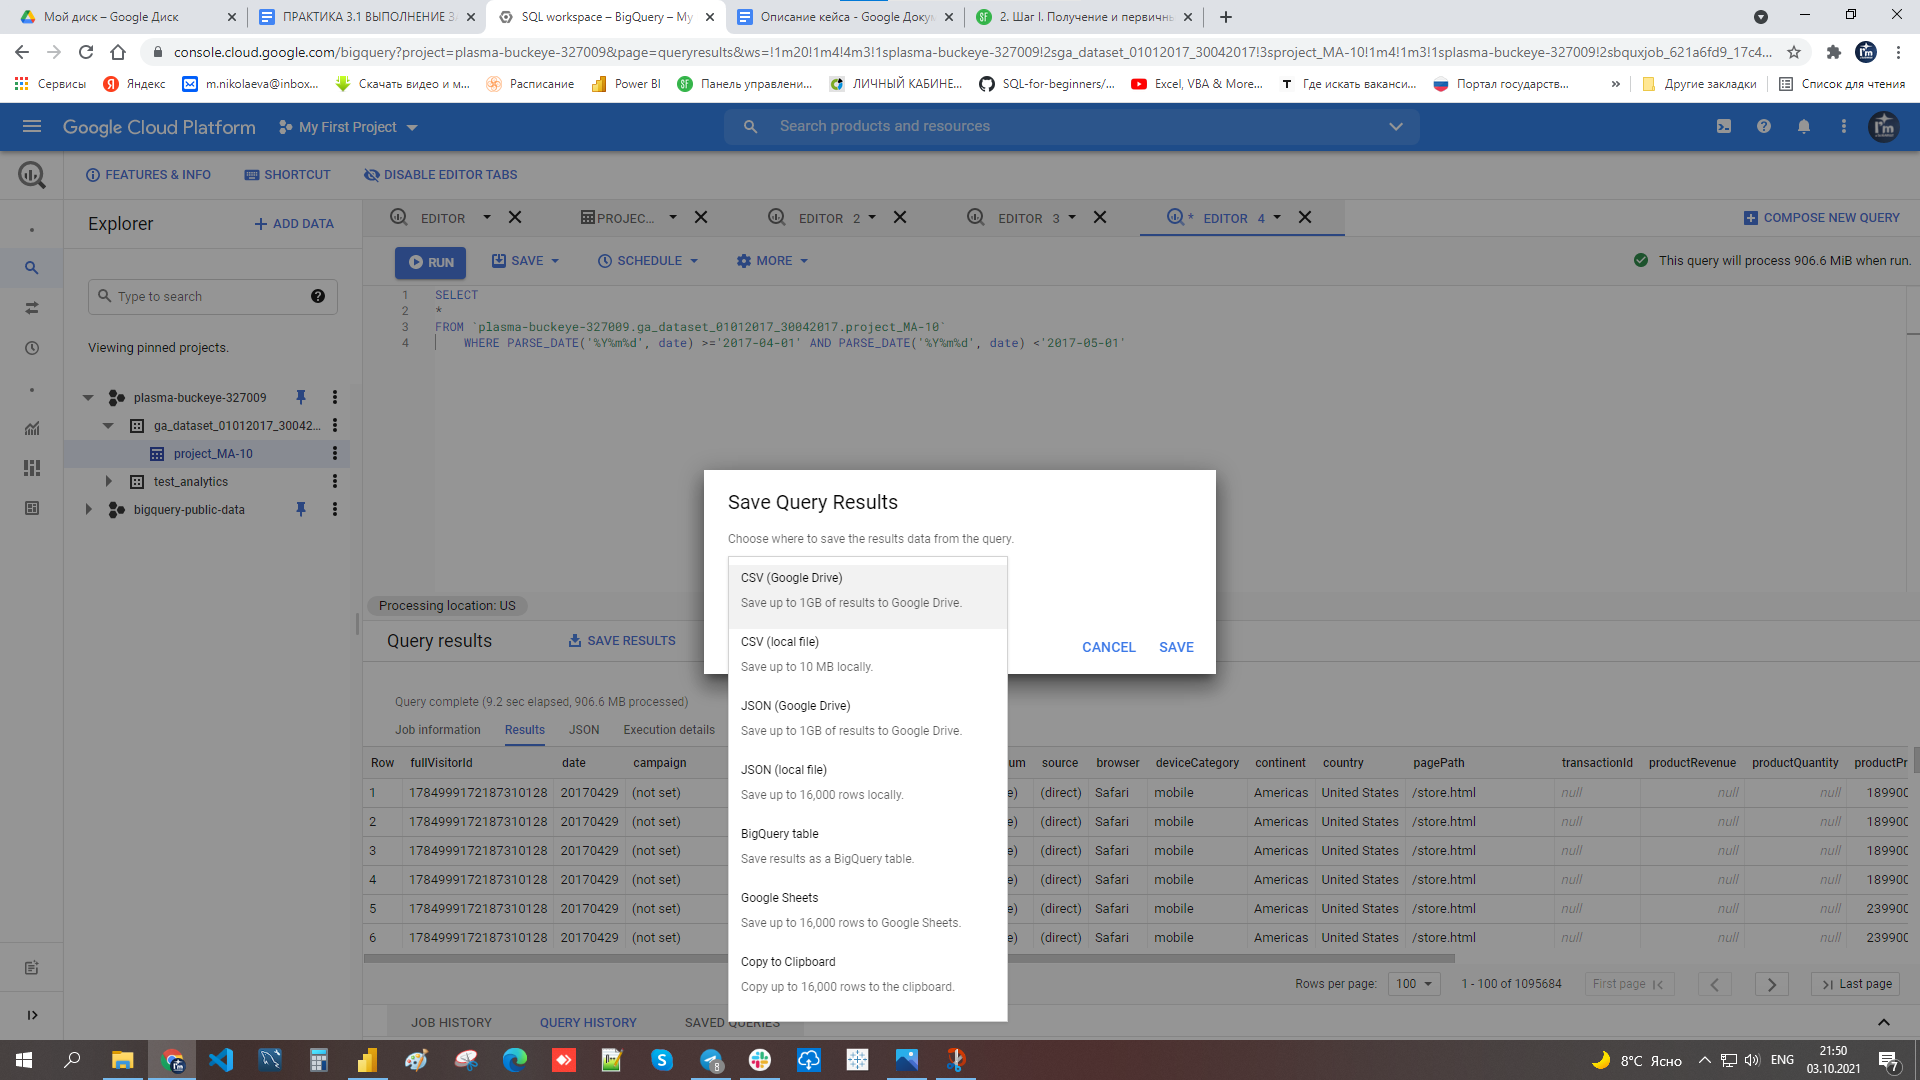 Мой диск – Google Диск
ПРАКТИКА 3.1 ВЫПОЛНЕНИЕ З
SQL workspace – BigQuery – My
Описание кейса - Google Доку
2. Шаг I. Получение и первичн
console.cloud.google.com/bigquery?project=plasma-buckeye-327009&page=queryresults&ws=!1m20!1m4!4m3!1splasma-buckeye-327009!2sga_dataset_01012017_30042017!3sproject_MA-10!1m4!1m3!1splasma-buckeye-327009!2sbquxjob_621a6fd9_17c4...
Сервисы
Яндекс
m.nikolaeva@inbox...
Скачать видео и м...
Расписание
Power BI
Панель управлени...
ЛИЧНЫЙ КАБИНЕ...
SQL-for-beginners/...
Excel, VBA & More...
Где искать ваканси...
Портал государств...
»
Другие закладки
Список для чтения
Google Cloud Platform
My First Project
Search products and resources
FEATURES & INFO
SHORTCUT
DISABLE EDITOR TABS
Explorer
+ ADD DATA
EDITOR
PROJEC...
EDITOR 2
EDITOR 3
* EDITOR 4
COMPOSE NEW QUERY
RUN
SAVE
SCHEDULE
MORE
This query will process 906.6 MiB when run.
Type to search
Viewing pinned projects.
plasma-buckeye-327009
ga_dataset_01012017_30042...
project_MA-10
test_analytics
bigquery-public-data
1 SELECT
2 *
3 FROM `plasma-buckeye-327009.ga_dataset_01012017_30042017.project_MA-10`
4 WHERE PARSE_DATE('%Y%m%d', date) >='2017-04-01' AND PARSE_DATE('%Y%m%d', date) <'2017-05-01'
Save Query Results
Choose where to save the results data from the query.
CSV (Google Drive)
Save up to 1GB of results to Google Drive.
CSV (local file)
Save up to 10 MB locally.
JSON (Google Drive)
Save up to 1GB of results to Google Drive.
JSON (local file)
Save up to 16,000 rows locally.
BigQuery table
Save results as a BigQuery table.
Google Sheets
Save up to 16,000 rows to Google Sheets.
Copy to Clipboard
Copy up to 16,000 rows to the clipboard.
CANCEL
SAVE
Processing location: US
Query results
SAVE RESULTS
Query complete (9.2 sec elapsed, 906.6 MB processed)
Job information
Results
JSON
Execution details
Row fullVisitorId date campaign um source browser deviceCategory continent country pagePath transactionId productRevenue productQuantity productPr
1 1784999172187310128 20170429 (not set) e) (direct) Safari mobile Americas United States /store.html null null null 189900
2 1784999172187310128 20170429 (not set) e) (direct) Safari mobile Americas United States /store.html null null null 189900
3 1784999172187310128 20170429 (not set) e) (direct) Safari mobile Americas United States /store.html null null null 189900
4 1784999172187310128 20170429 (not set) e) (direct) Safari mobile Americas United States /store.html null null null 189900
5 1784999172187310128 20170429 (not set) e) (direct) Safari mobile Americas United States /store.html null null null 239900
6 1784999172187310128 20170429 (not set) e) (direct) Safari mobile Americas United States /store.html null null null 239900
Rows per page:
100
1 - 100 of 1095684
First page
Last page
JOB HISTORY
QUERY HISTORY
SAVED QUERIES
8
8°C Ясно
ENG
21:50
03.10.2021
7